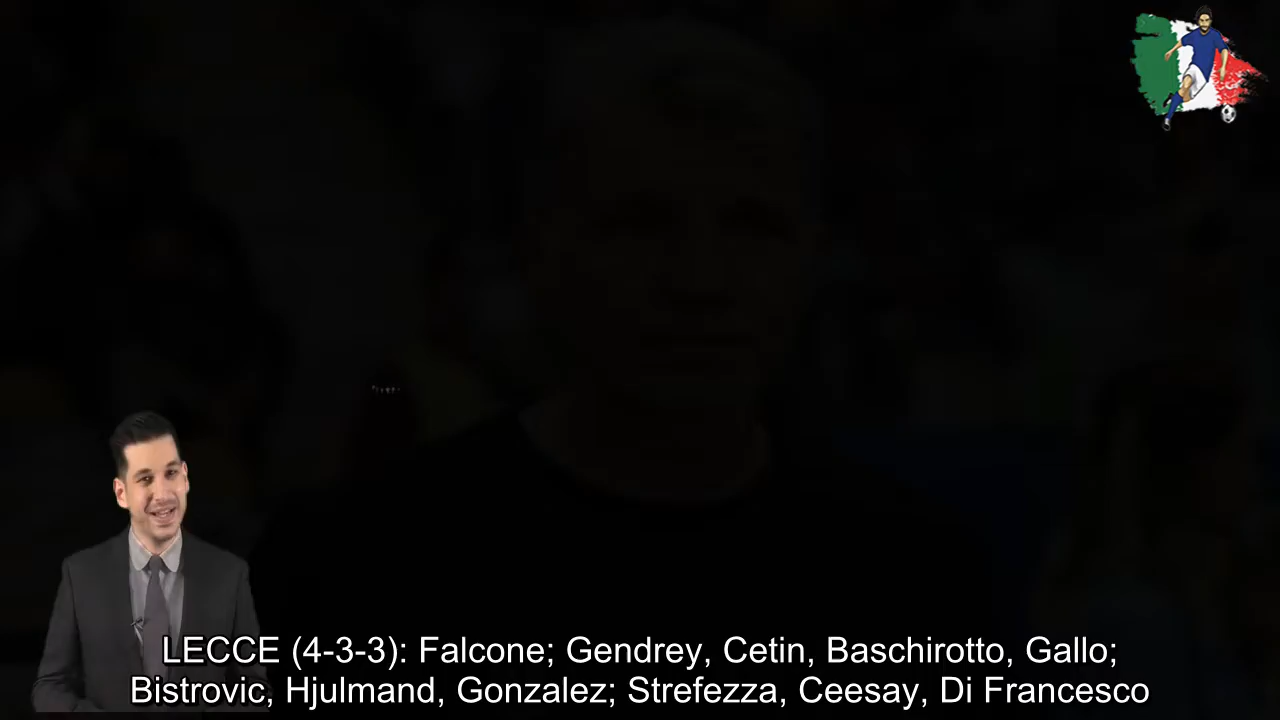 LECCE (4-3-3): Falcone; Gendrey, Cetin, Baschirotto, Gallo;
Bistrovic, Hjulmand, Gonzalez; Strefezza, Ceesay, Di Francesco